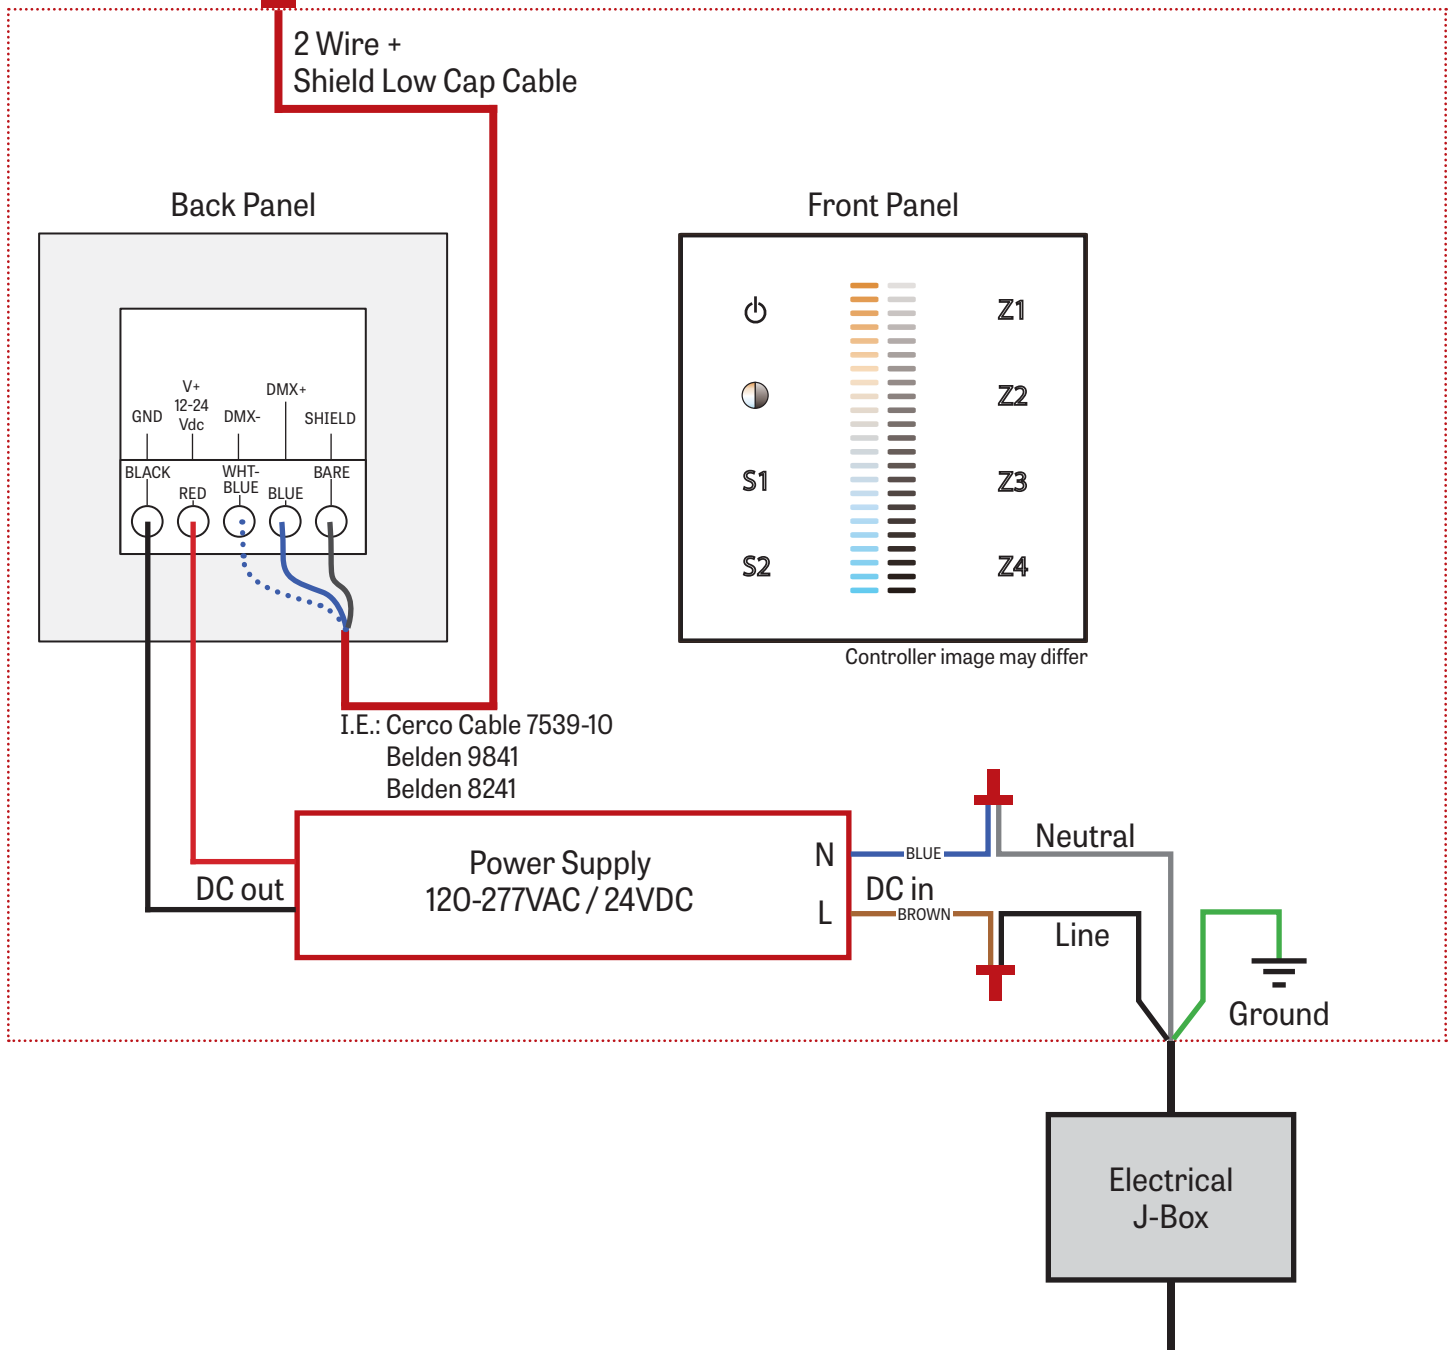 2 Wire +
Shield Low Cap Cable
Back Panel
Front Panel
GND
V+
12-24
Vdc
DMX-
DMX+
SHIELD
BLACK
RED
WHT-
BLUE
BLUE
BARE
Z1
Z2
S1
Z3
S2
Z4
Controller image may differ
I.E.: Cerco Cable 7539-10
Belden 9841
Belden 8241
Power Supply
120-277VAC / 24VDC
DC out
N
L
BLUE
DC in
BROWN
Neutral
Line
Ground
Electrical
J-Box